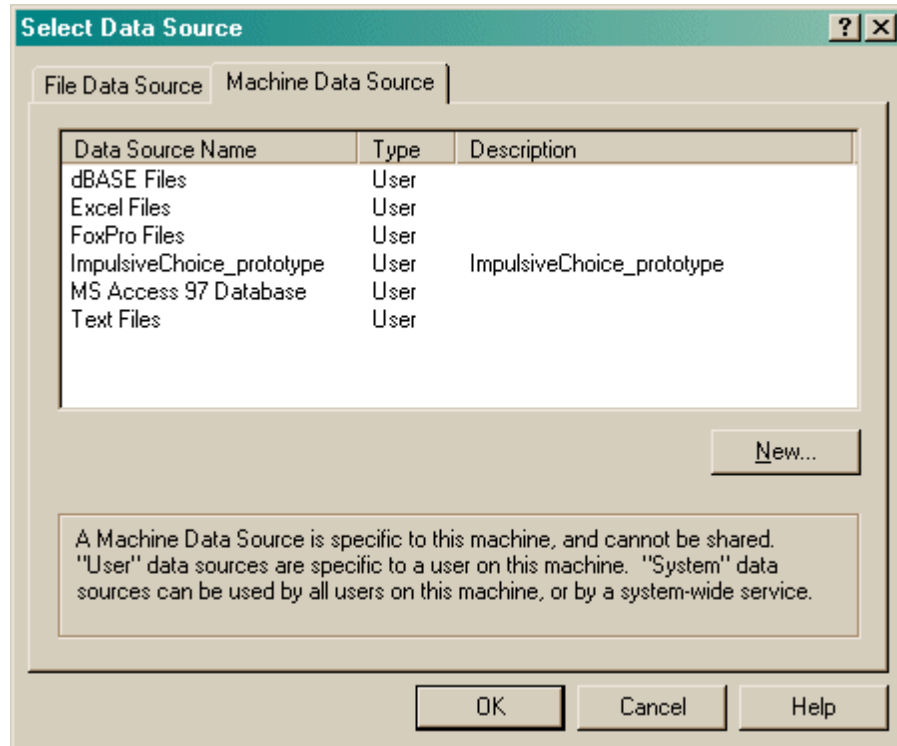 Select Data Source
?
File Data Source Machine Data Source
Data Source Name Type Description
dBASE Files User
Excel Files User
FoxPro Files User
ImpulsiveChoice_prototype User ImpulsiveChoice_prototype
MS Access 97 Database User
Text Files User
New...
A Machine Data Source is specific to this machine, and cannot be shared.
"User" data sources are specific to a user on this machine.  "System" data
sources can be used by all users on this machine, or by a system-wide service.
OK Cancel Help